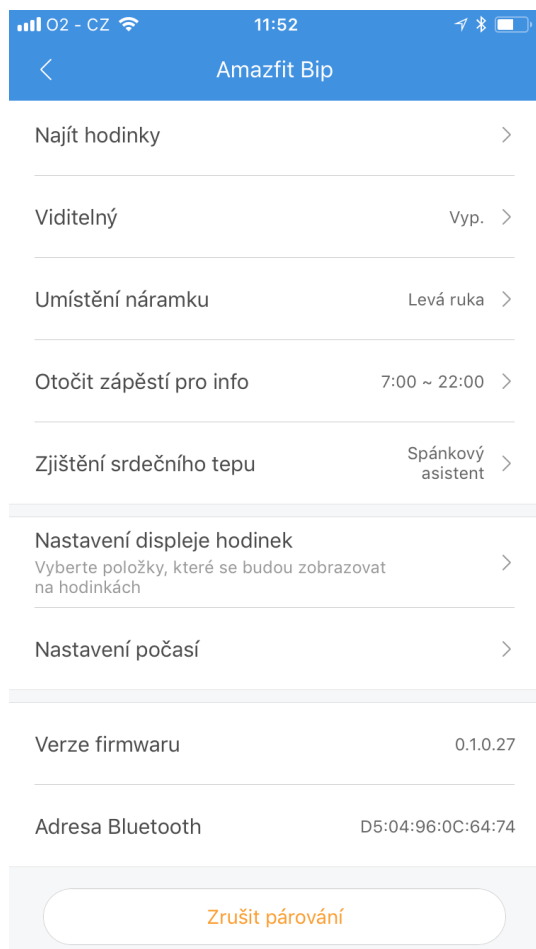 O2 - CZ 11:52
Amazfit Bip
Najít hodinky
Viditelný Vyp.
Umístění náramku Levá ruka
Otočit zápěstí pro info 7:00 ~ 22:00
Zjištění srdečního tepu Spánkový
asistent
Nastavení displeje hodinek
Vyberte položky, které se budou zobrazovat
na hodinkách
Nastavení počasí
Verze firmwaru 0.1.0.27
Adresa Bluetooth D5:04:96:0C:64:74
Zrušit párování